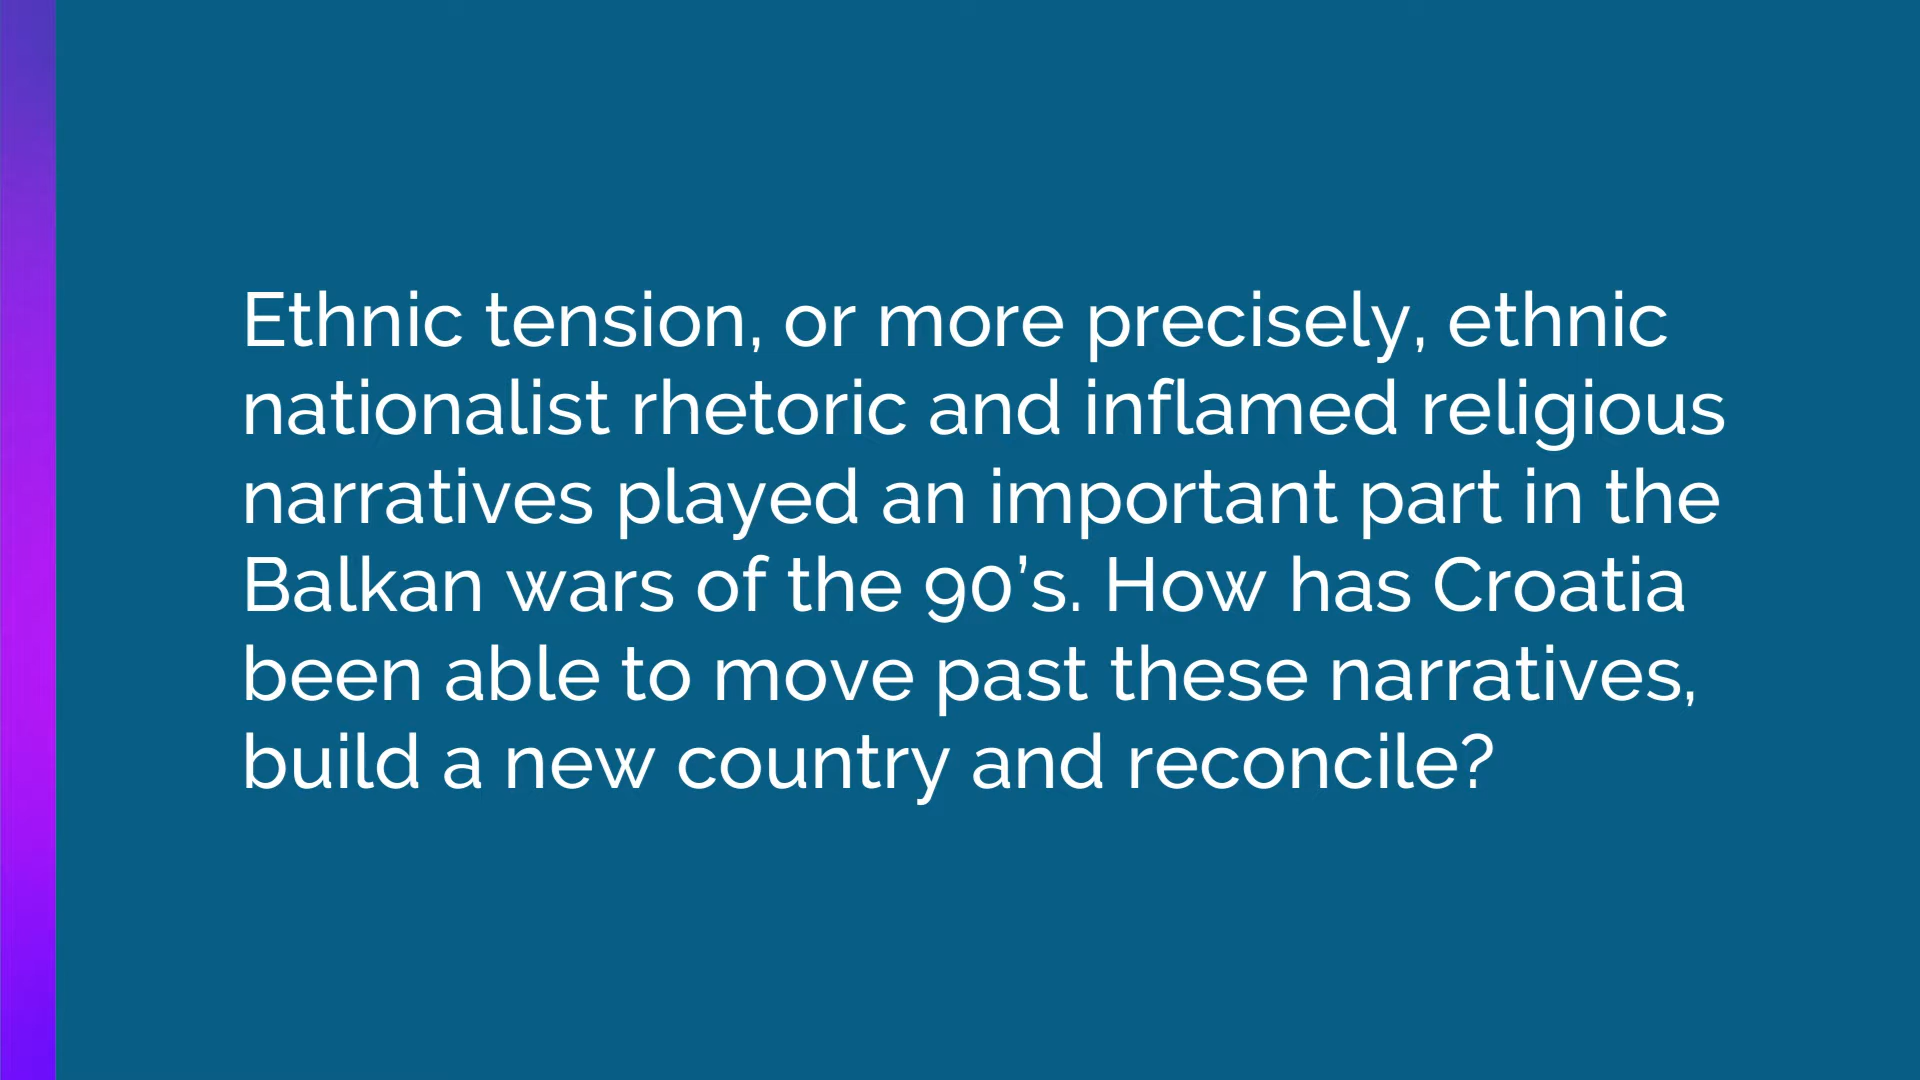 Ethnic tension, or more precisely, ethnic
nationalist rhetoric and inflamed religious
narratives played an important part in the
Balkan wars of the 90’s. How has Croatia
been able to move past these narratives,
build a new country and reconcile?